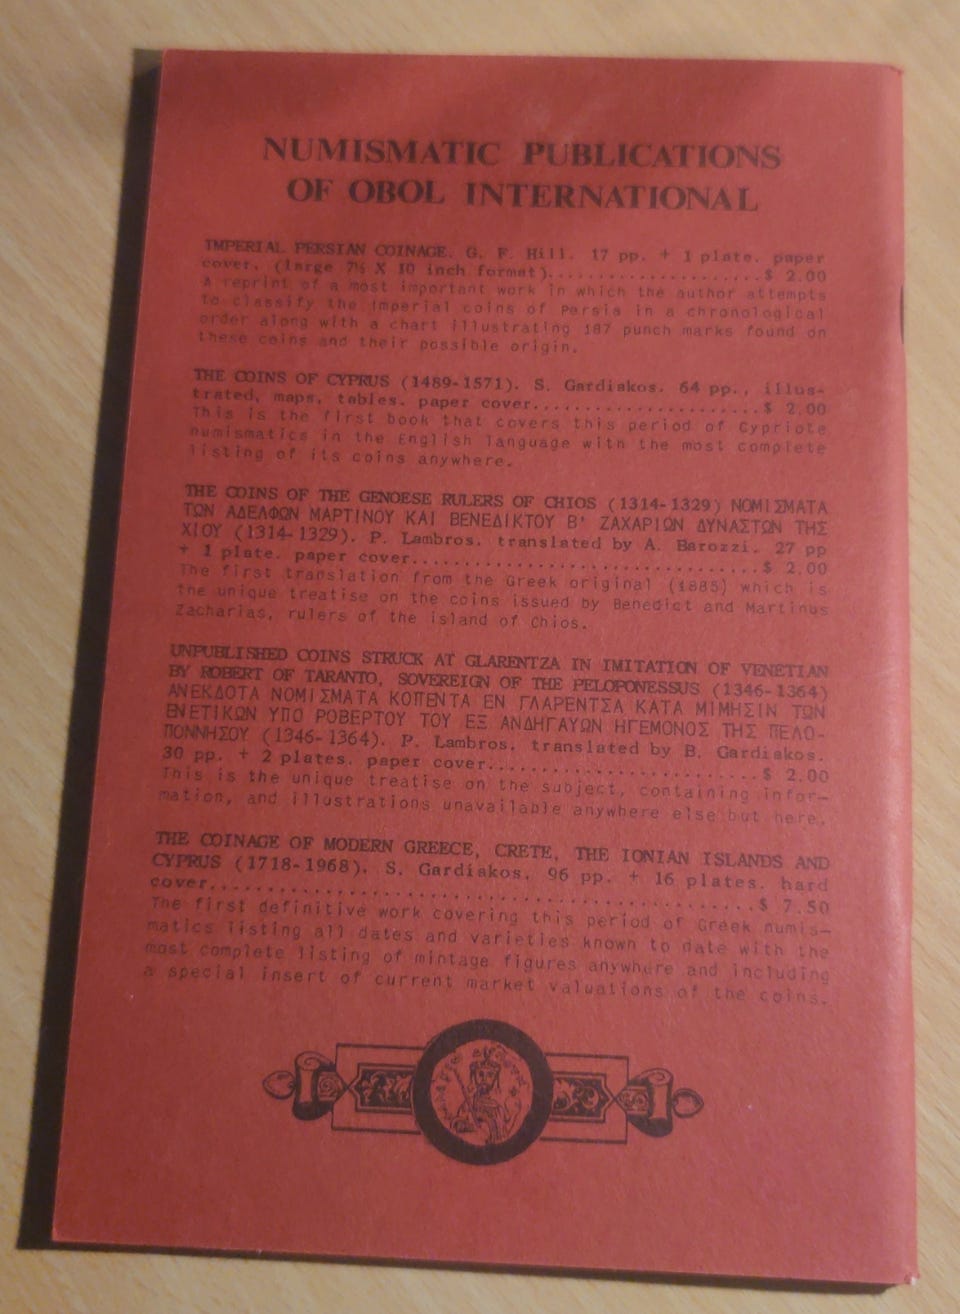 NUMISMATIC PUBLICATIONS
OF OBOL INTERNATIONAL
IMPERIAL PERSIAN COINAGE. G. F. Hill. 17 pp. + 1 plate. paper
cover. (large 7½ X 10 inch format).....................$ 2.00
A reprint of a most important work in which the author attempts
to classify the Imperial coins of Persia in a chronological
order along with a chart illustrating 187 punch marks found on
these coins and their possible origin.
THE COINS OF CYPRUS (1489-1571). S. Gardiakos. 64 pp., illus-
trated, maps, tables. paper cover......................$ 2.00
This is the first book that covers this period of Cypriote
numismatics in the English language with the most complete
listing of its coins anywhere.
THE COINS OF THE GENOESE RULERS OF CHIOS (1314-1329) ΝΟΜΙΣΜΑΤΑ
ΤΩΝ ΑΔΕΛΦΩΝ ΜΑΡΤΙΝΟΥ ΚΑΙ ΒΕΝΕΔΙΚΤΟΥ Β' ΖΑΧΑΡΙΩΝ ΔΥΝΑΣΤΩΝ ΤΗΣ
ΧΙΟΥ (1314-1329). P. Lambros. translated by A. Barozzi. 27 pp
+ 1 plate. paper cover.................................$ 2.00
The first translation from the Greek original (1885) which is
the unique treatise on the coins issued by Benedict and Martinus
Zacharias, rulers of the island of Chios.
UNPUBLISHED COINS STRUCK AT GLARENTZA IN IMITATION OF VENETIAN
BY ROBERT OF TARANTO, SOVEREIGN OF THE PELOPONESSUS (1346-1364)
ΑΝΕΚΔΟΤΑ ΝΟΜΙΣΜΑΤΑ ΚΟΠΕΝΤΑ ΕΝ ΓΛΑΡΕΝΤΣΑ ΚΑΤΑ ΜΙΜΗΣΙΝ ΤΩΝ
ΕΝΕΤΙΚΩΝ ΥΠΟ ΡΟΒΕΡΤΟΥ ΤΟΥ ΕΞ ΑΝΔΗΓΑΥΩΝ ΗΓΕΜΟΝΟΣ ΤΗΣ ΠΕΛΟ-
ΠΟΝΝΗΣΟΥ (1346-1364). P. Lambros. translated by B. Gardiakos.
30 pp. + 2 plates. paper cover..........................$ 2.00
This is the unique treatise on the subject, containing infor-
mation, and illustrations unavailable anywhere else but here.
THE COINAGE OF MODERN GREECE, CRETE, THE IONIAN ISLANDS AND
CYPRUS (1718-1968). S. Gardiakos. 96 pp. + 16 plates. hard
cover...................................................$ 7.50
The first definitive work covering this period of Greek numis-
matics listing all dates and varieties known to date with the
most complete listing of mintage figures anywhere and including
a special insert of current market valuations of the coins.